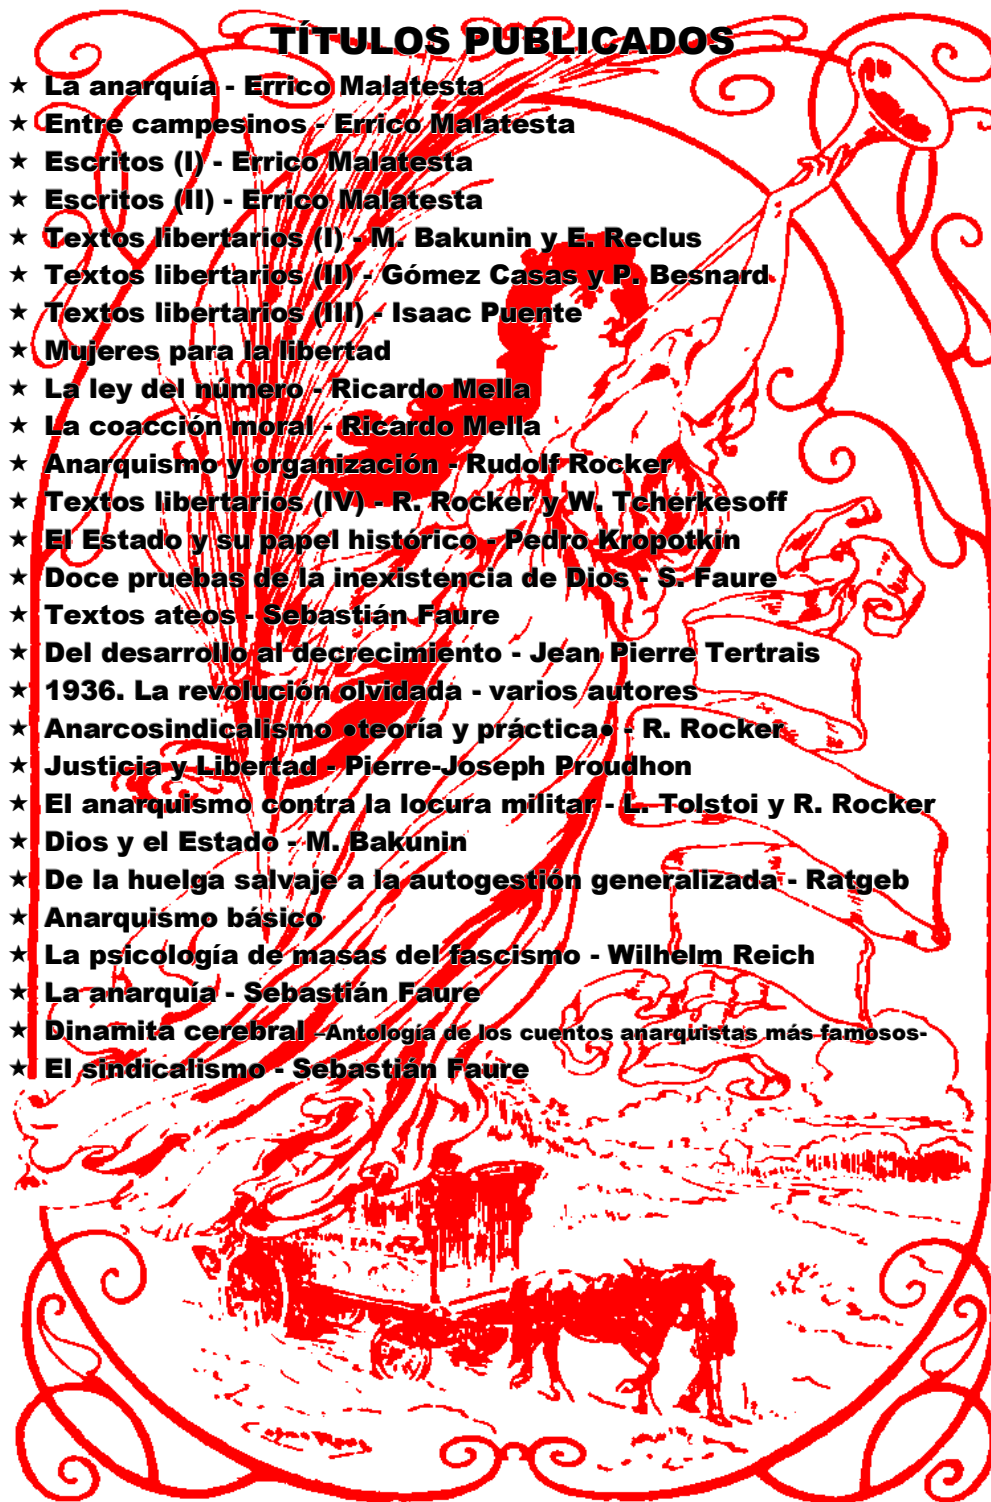 TÍTULOS PUBLICADOS
★ La anarquía - Errico Malatesta
★ Entre campesinos - Errico Malatesta
★ Escritos (I) - Errico Malatesta
★ Escritos (II) - Errico Malatesta
★ Textos libertarios (I) - M. Bakunin y E. Reclus
★ Textos libertarios (II) - Gómez Casas y P. Besnard
★ Textos libertarios (III) - Isaac Puente
★ Mujeres para la libertad
★ La ley del número - Ricardo Mella
★ La coacción moral - Ricardo Mella
★ Anarquismo y organización - Rudolf Rocker
★ Textos libertarios (IV) - R. Rocker y W. Tcherkesoff
★ El Estado y su papel histórico - Pedro Kropotkin
★ Doce pruebas de la inexistencia de Dios - S. Faure
★ Textos ateos - Sebastián Faure
★ Del desarrollo al decrecimiento - Jean Pierre Tertrais
★ 1936. La revolución olvidada - varios autores
★ Anarcosindicalismo ●teoría y práctica● - R. Rocker
★ Justicia y Libertad - Pierre-Joseph Proudhon
★ El anarquismo contra la locura militar - L. Tolstoi y R. Rocker
★ Dios y el Estado - M. Bakunin
★ De la huelga salvaje a la autogestión generalizada - Ratgeb
★ Anarquismo básico
★ La psicología de masas del fascismo - Wilhelm Reich
★ La anarquía - Sebastián Faure
★ Dinamita cerebral –Antología de los cuentos anarquistas más famosos-
★ El sindicalismo - Sebastián Faure